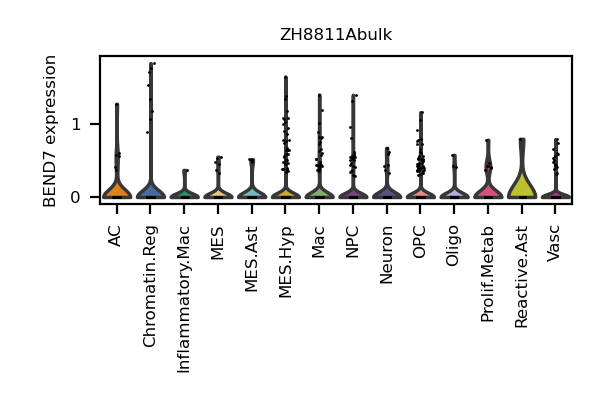 ZH8811Abulk
BEND7 expression
1
0
AC
Chromatin.Reg
Inflammatory.Mac
MES
MES.Ast
MES.Hyp
Mac
NPC
Neuron
OPC
Oligo
Prolif.Metab
Reactive.Ast
Vasc